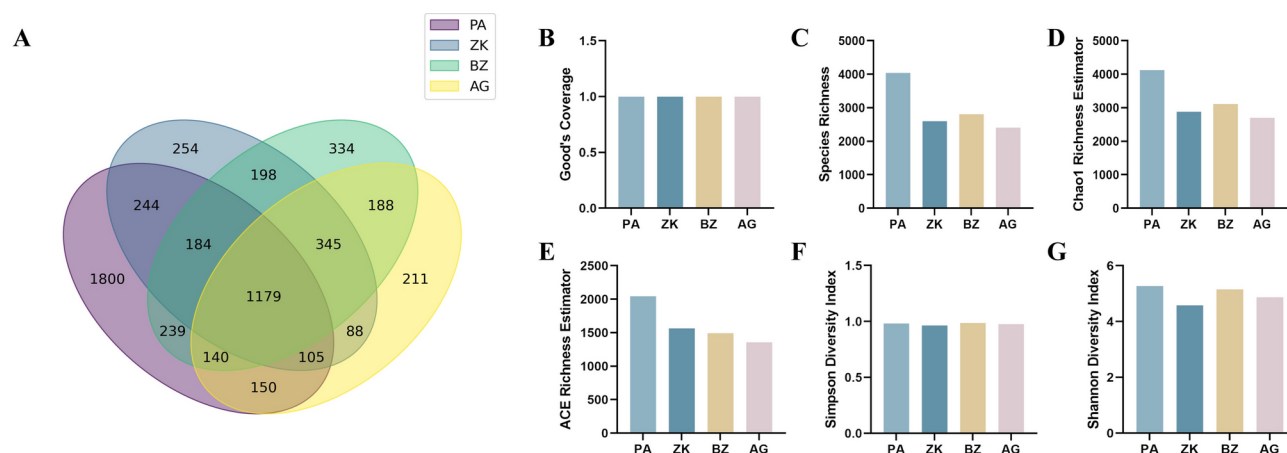 A
PA
ZK
BZ
AG
254
334
198
244
188
184
345
1800
211
1179
239
88
140
105
150
B
Good's Coverage
1.5
1.0
0.5
0.0
PA ZK BZ AG
C
Species Richness
5000
4000
3000
2000
1000
0
PA ZK BZ AG
D
Chao1 Richness Estimator
5000
4000
3000
2000
1000
0
PA ZK BZ AG
E
ACE Richness Estimator
2500
2000
1500
1000
500
0
PA ZK BZ AG
F
Simpson Diversity Index
1.5
1.0
0.5
0.0
PA ZK BZ AG
G
Shannon Diversity Index
6
4
2
0
PA ZK BZ AG